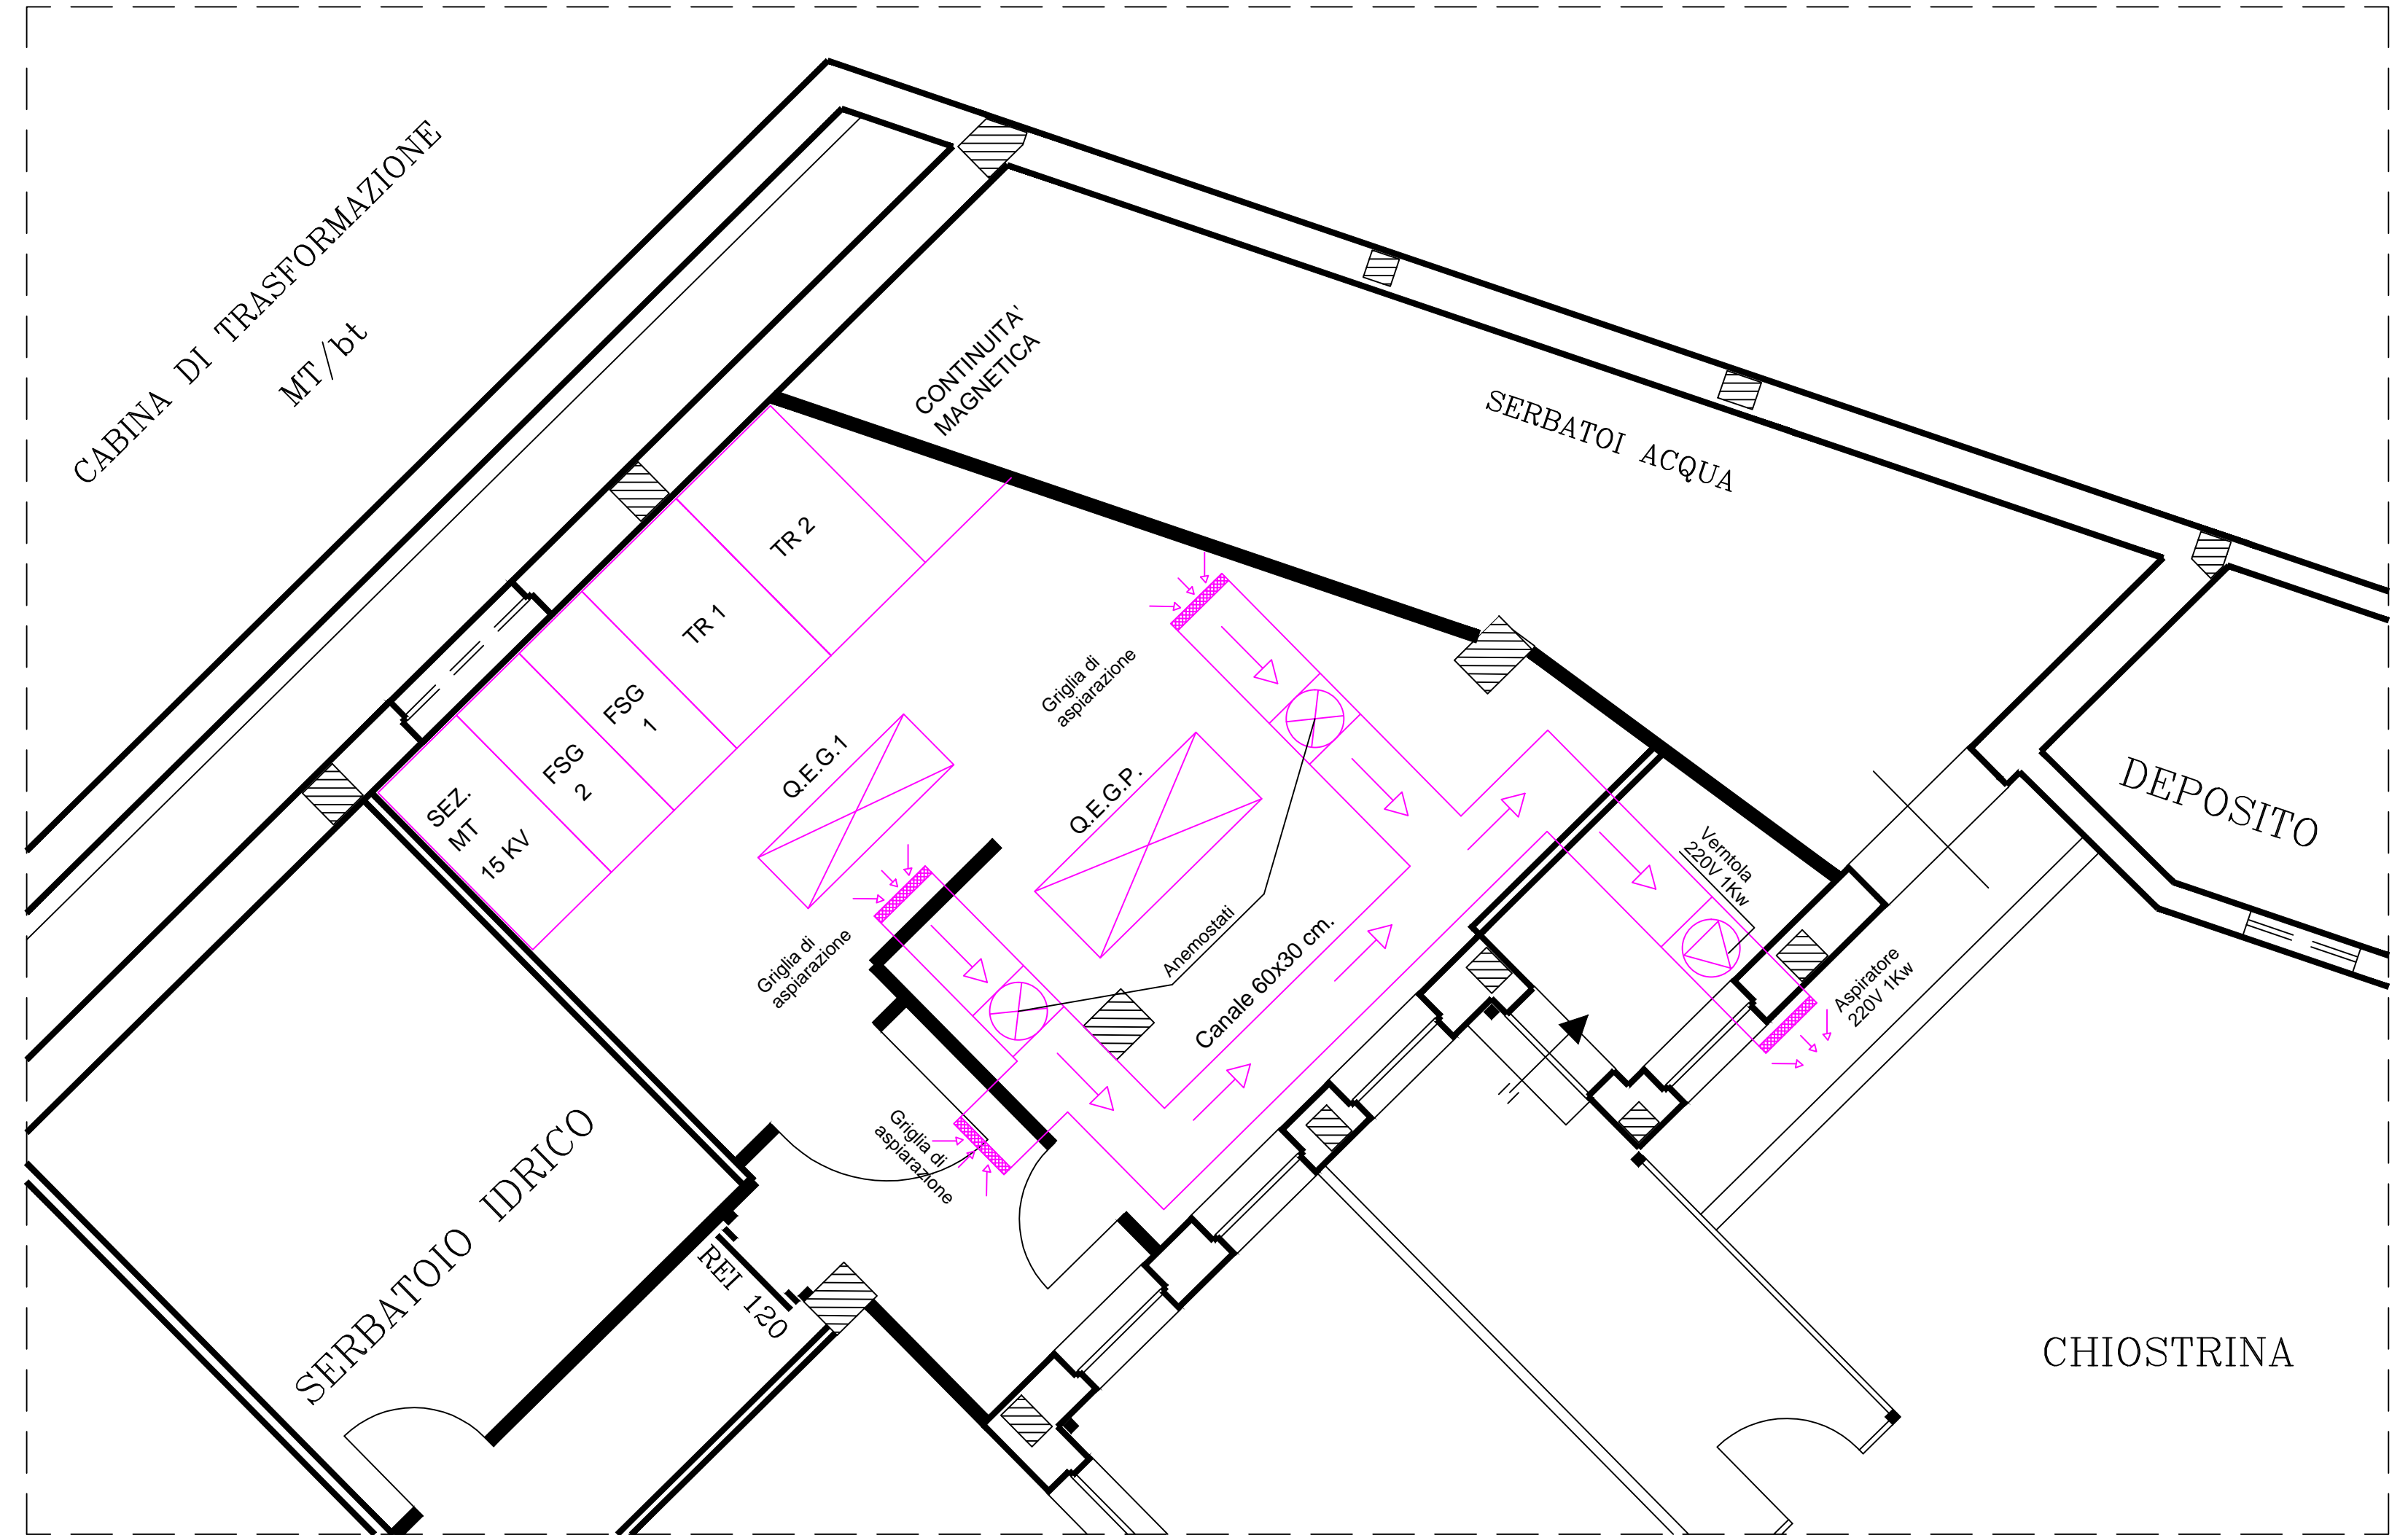 CABINA DI TRASFORMAZIONE
MT/bt
CONTINUITA'
MAGNETICA
SERBATOI ACQUA
TR 2
TR 1
FSG
1
FSG
2
SEZ.
MT
15 KV
Q.E.G.1
Q.E.G.P.
Griglia di
aspiarazione
Griglia di
aspiarazione
Griglia di
aspiarazione
Anemostati
Canale 60x30 cm.
Verntola
220V 1Kw
Aspiratore
220V 1Kw
DEPOSITO
SERBATOIO IDRICO
REI 120
CHIOSTRINA